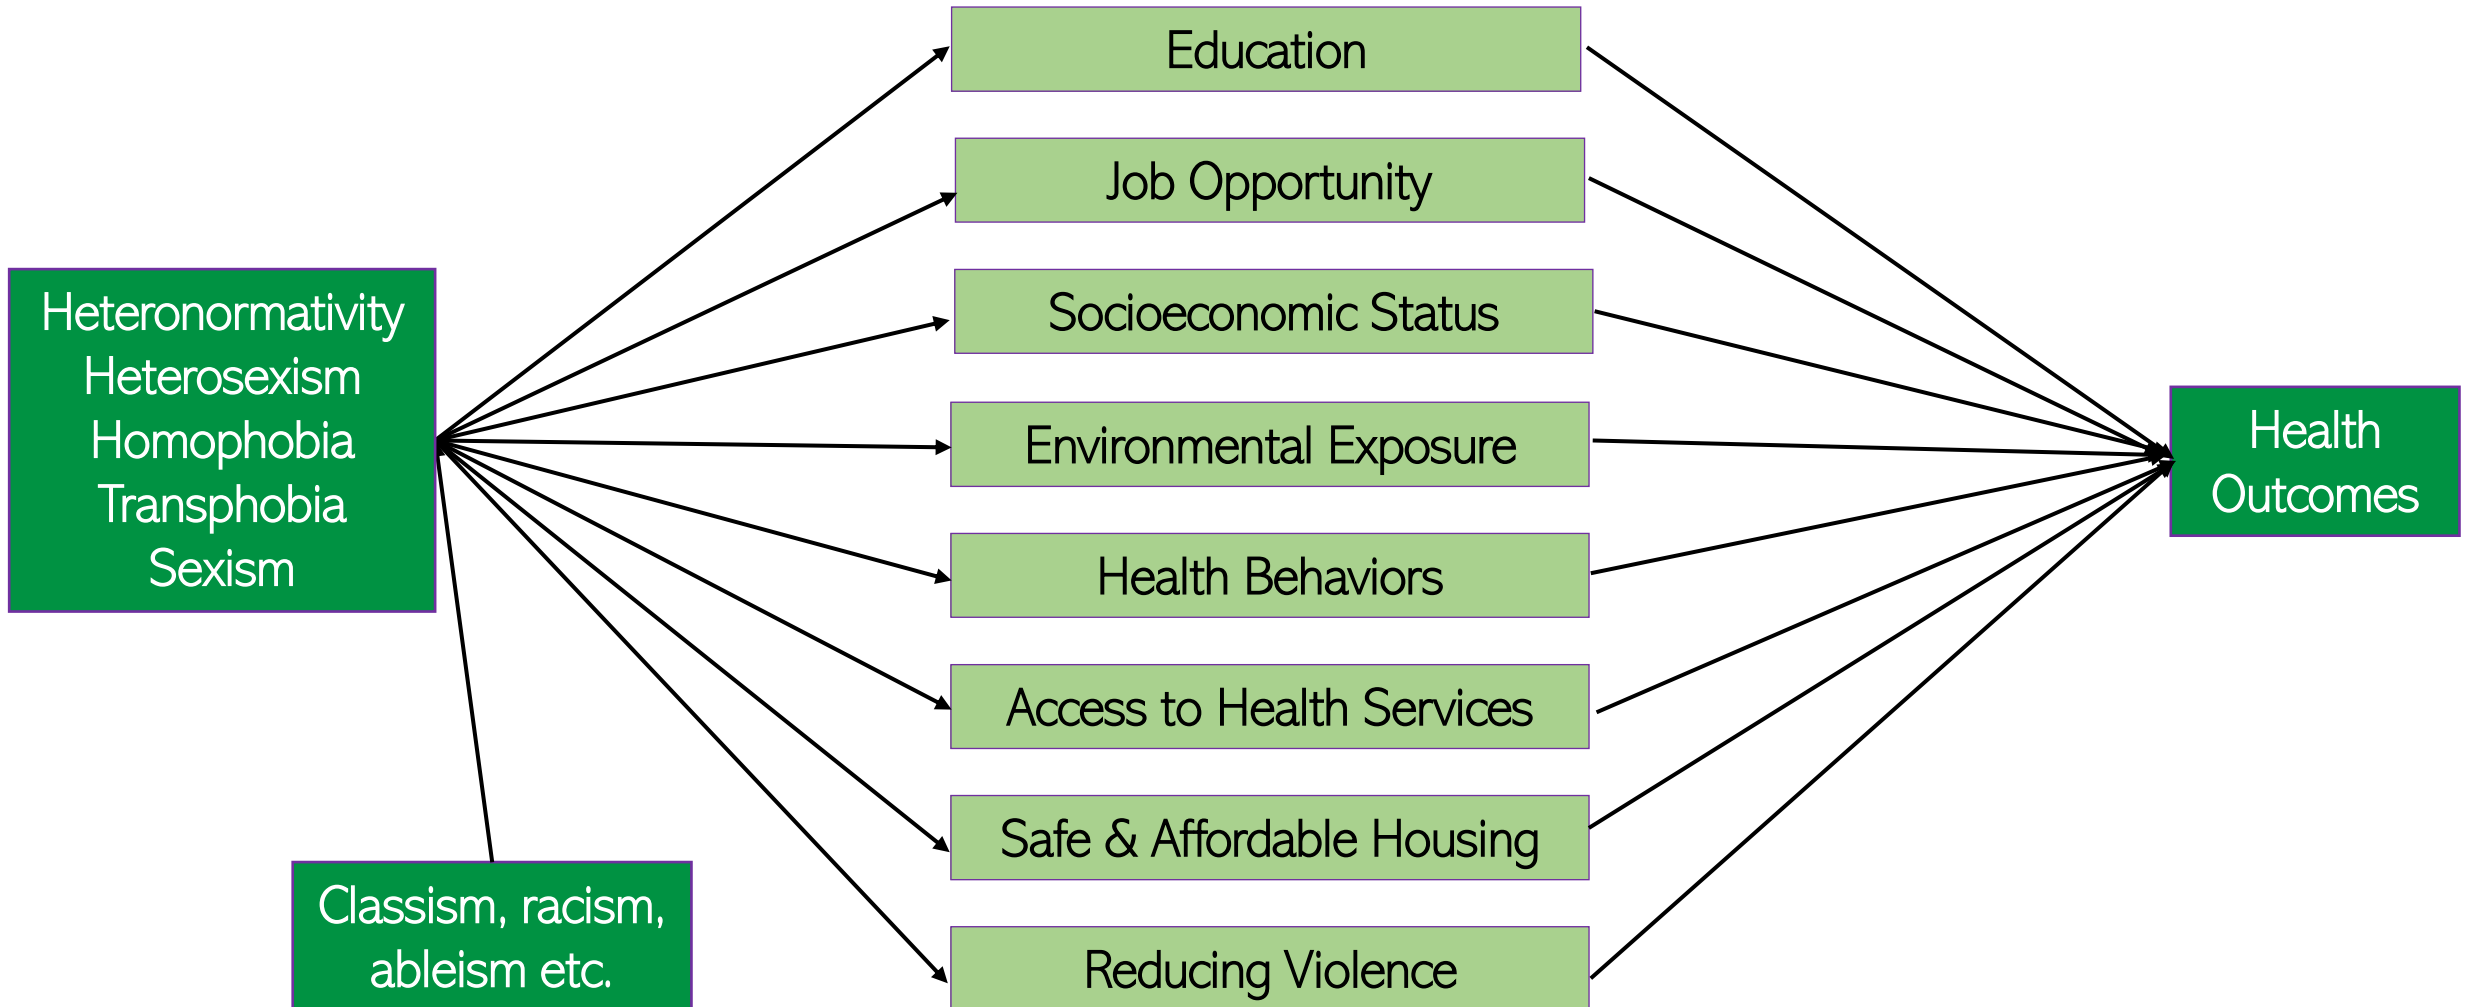 Heteronormativity
Heterosexism
Homophobia
Transphobia
Sexism
Classism, racism,
ableism etc.
Education
Job Opportunity
Socioeconomic Status
Environmental Exposure
Health Behaviors
Access to Health Services
Safe & Affordable Housing
Reducing Violence
Health
Outcomes